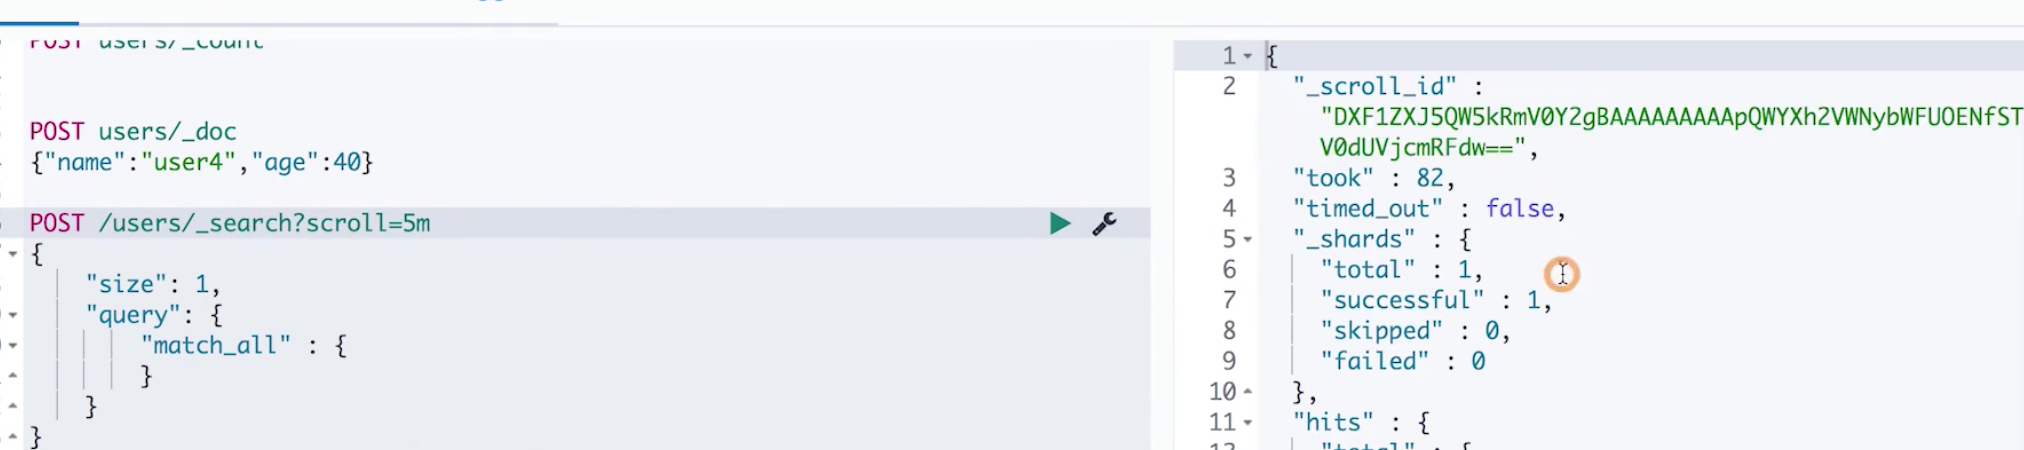 POST users/_count
POST users/_doc
{"name":"user4","age":40}
POST /users/_search?scroll=5m
{
"size": 1,
"query": {
"match_all" : {
}
}
}
1 {
2 "_scroll_id" :
"DXF1ZXJ5QW5kRmV0Y2gBAAAAAAAAApQWYXh2VWNybWFUOENfST
V0dUVjcmRFdw==",
3 "took" : 82,
4 "timed_out" : false,
5 "_shards" : {
6 "total" : 1,
7 "successful" : 1,
8 "skipped" : 0,
9 "failed" : 0
10 },
11 "hits" : {
12 "total" : {